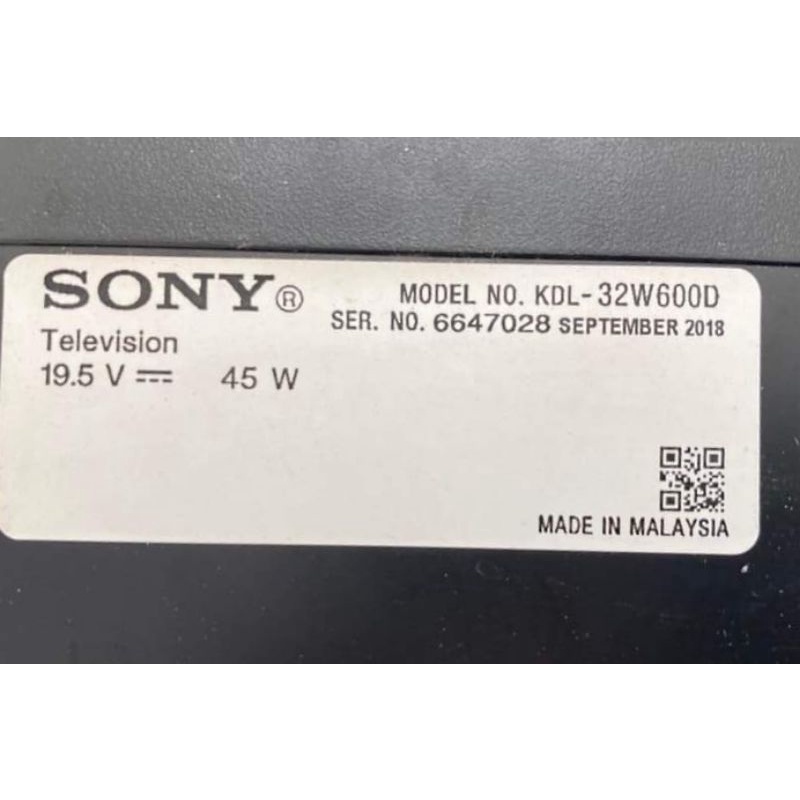 SONY®
MODEL NO. KDL-32W600D
SER. NO. 6647028 SEPTEMBER 2018
Television
19.5 V ⎓ 45 W
MADE IN MALAYSIA